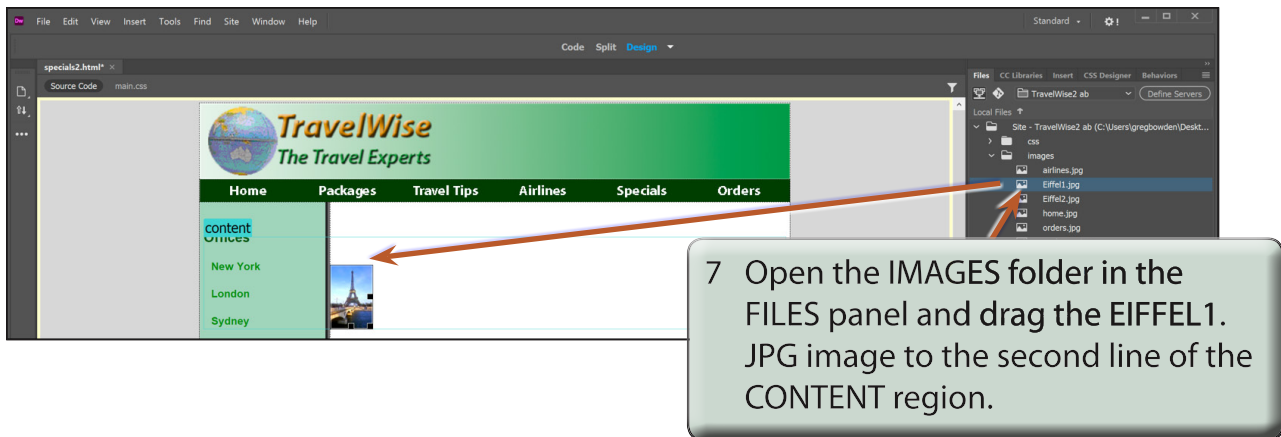 Dw File Edit View Insert Tools Find Site Window Help Standard
Code Split Design
specials2.html* ×
Source Code main.css
Files CC Libraries Insert CSS Designer Behaviors
TravelWise2 ab Define Servers
Local Files
Site - TravelWise2 ab (C:\Users\gregbowden\Deskt...
css
images
airlines.jpg
Eiffel1.jpg
Eiffel2.jpg
home.jpg
orders.jpg
TravelWise
The Travel Experts
Home Packages Travel Tips Airlines Specials Orders
content
Offices
New York
London
Sydney
7 Open the IMAGES folder in the
FILES panel and drag the EIFFEL1.
JPG image to the second line of the
CONTENT region.